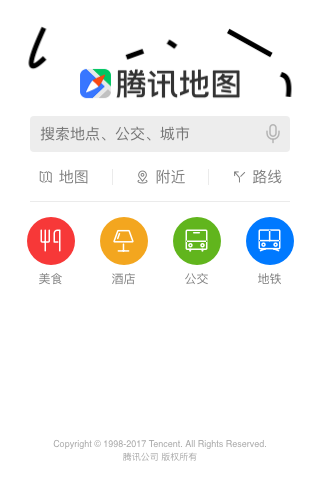 腾讯地图
搜索地点、公交、城市
地图 附近 路线
美食 酒店 公交 地铁
Copyright © 1998-2017 Tencent. All Rights Reserved.
腾讯公司 版权所有